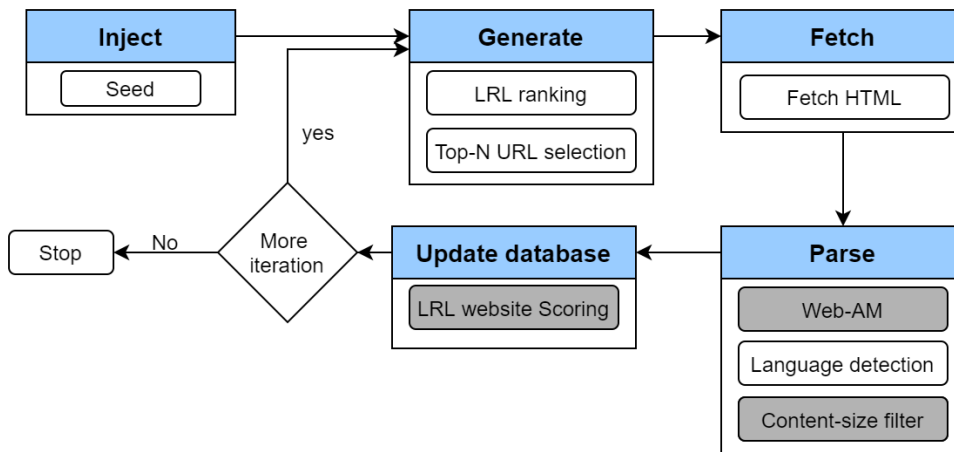 Inject
Seed
Generate
LRL ranking
Top-N URL selection
Fetch
Fetch HTML
yes
Stop
No
More
iteration
Update database
LRL website Scoring
Parse
Web-AM
Language detection
Content-size filter